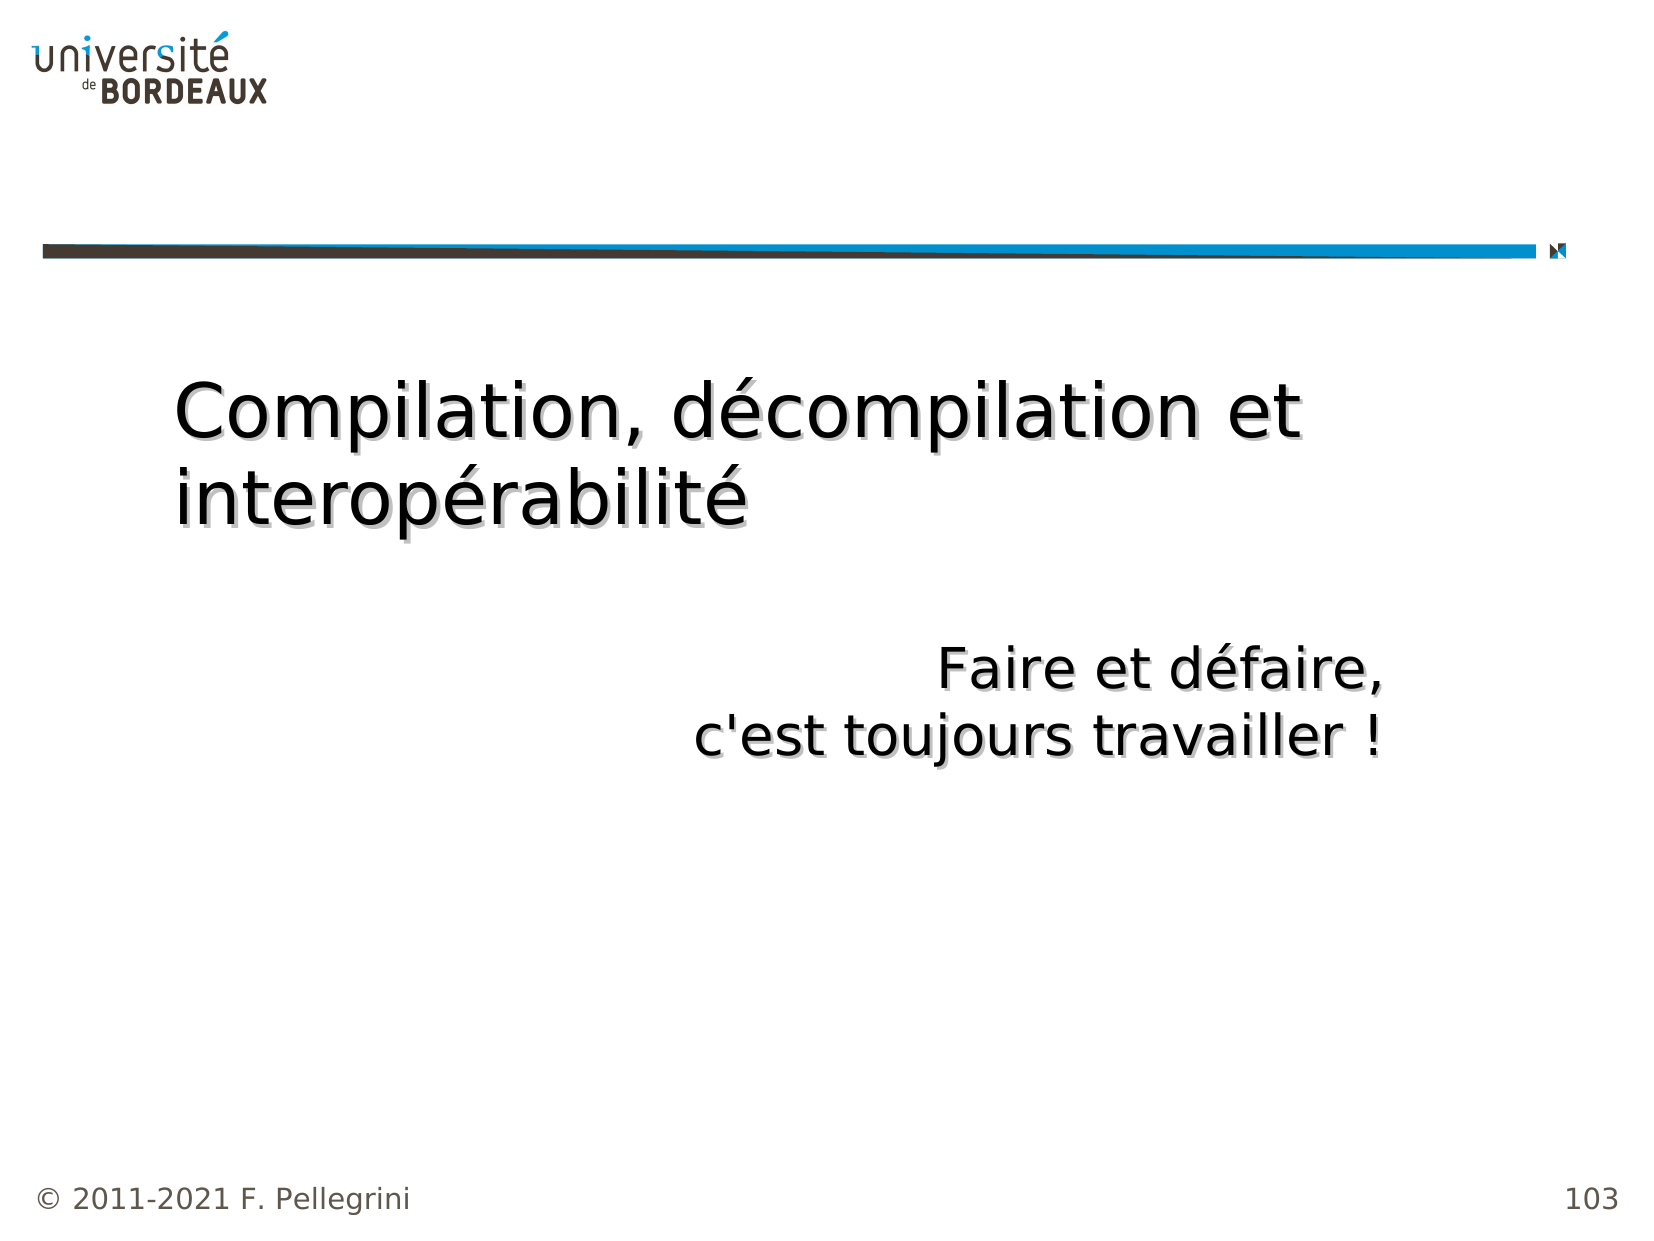 université
de BORDEAUX
Compilation, décompilation et
interopérabilité
Faire et défaire,
c'est toujours travailler !
© 2011-2021 F. Pellegrini
103